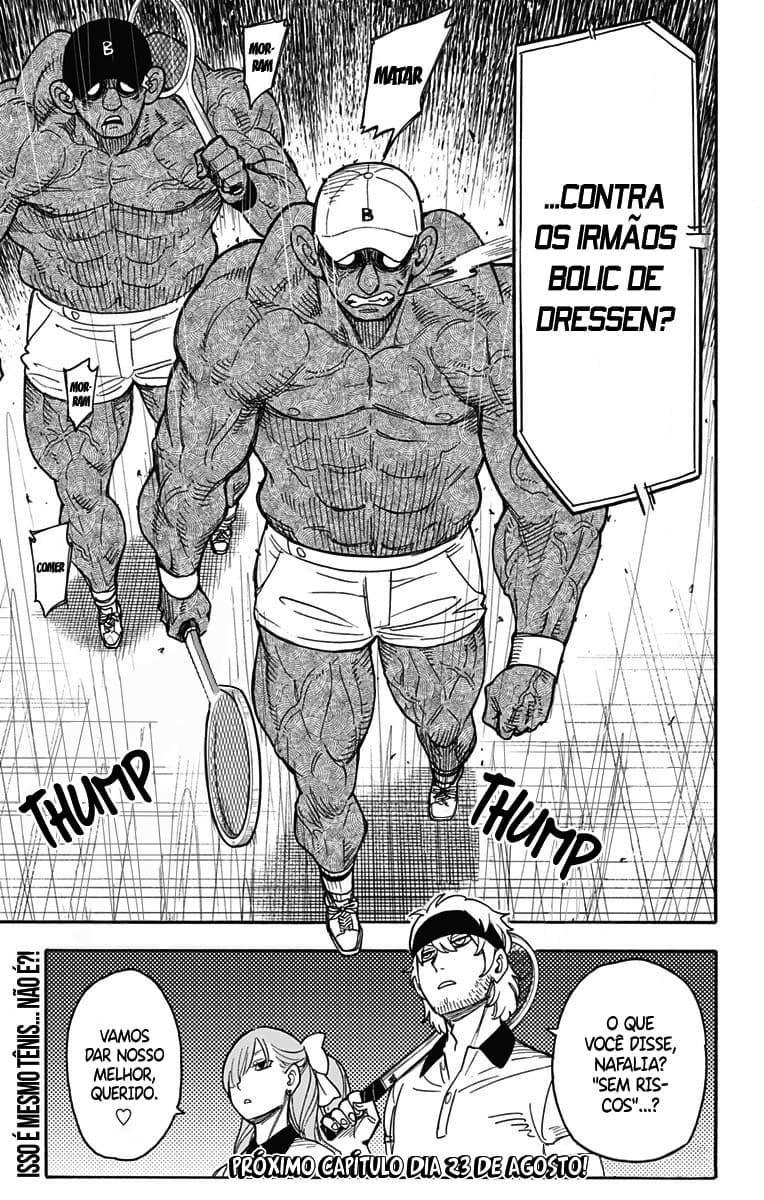 ...CONTRA
OS IRMÃOS
BOLIC DE
DRESSEN?
MATAR
MOR-
RAM
B
B
MOR-
RAM
COMER
THUMP
THUMP
O QUE
VOCÊ DISSE,
NAFALIA?
"SEM RIS-
COS"...?
VAMOS
DAR NOSSO
MELHOR,
QUERIDO.
♡
ISSO É MESMO TÊNIS... NÃO É?!
PRÓXIMO CAPÍTULO DIA 23 DE AGOSTO!